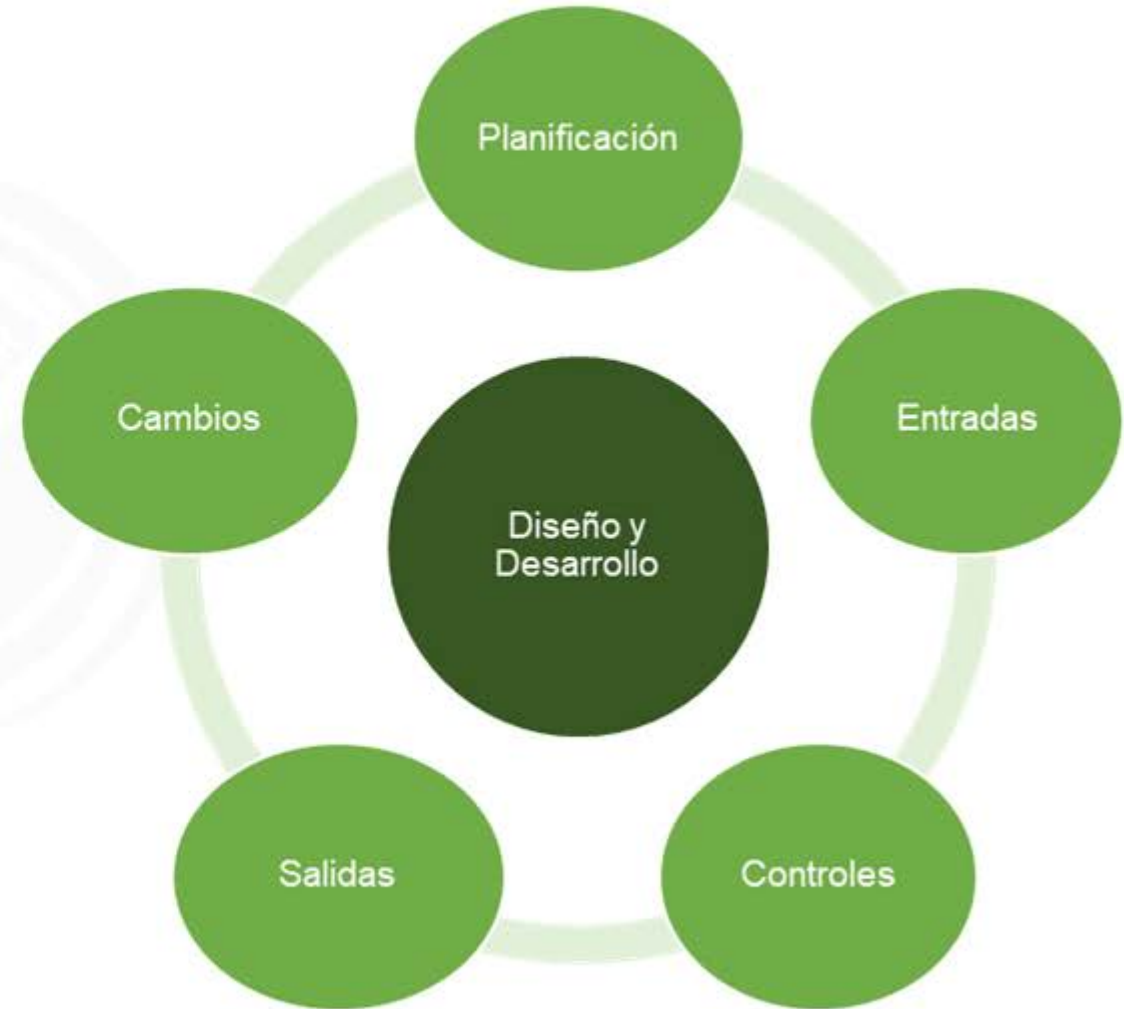 Planificación
Cambios
Entradas
Diseño y
Desarrollo
Salidas
Controles